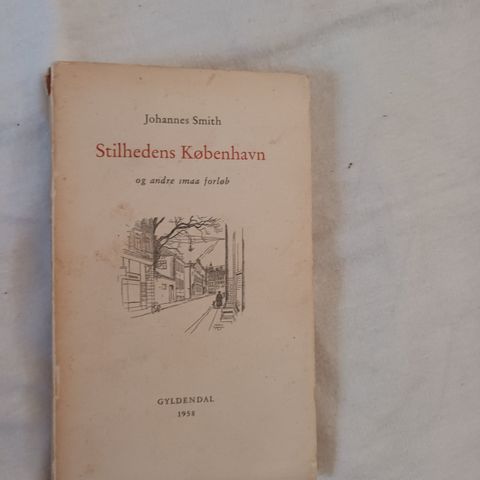 Johannes Smith
Stilhedens København
og andre smaa forløb
GYLDENDAL
1958